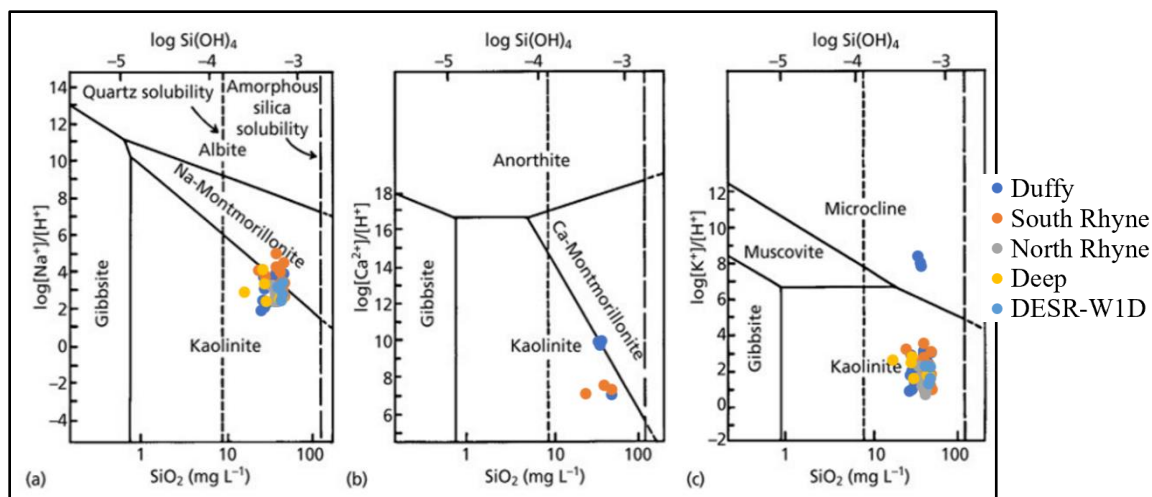 log Si(OH)4
−5 −4 −3
14
12
10
8
6
4
2
0
−2
−4
log[Na+]/[H+]
Quartz solubility
Amorphous
silica
solubility
Albite
Na-Montmorillonite
Gibbsite
Kaolinite
1 10 100
(a)
SiO2 (mg L−1)
log Si(OH)4
−5 −4 −3
18
16
14
12
10
8
6
log[Ca2+]/[H+]
Anorthite
Ca-Montmorillonite
Gibbsite
Kaolinite
1 10 100
(b)
SiO2 (mg L−1)
log Si(OH)4
−5 −4 −3
12
10
8
6
4
2
0
−2
log[K+]/[H+]
Microcline
Muscovite
Gibbsite
Kaolinite
1 10 100
(c)
SiO2 (mg L−1)
Duffy
South Rhyne
North Rhyne
Deep
DESR-W1D